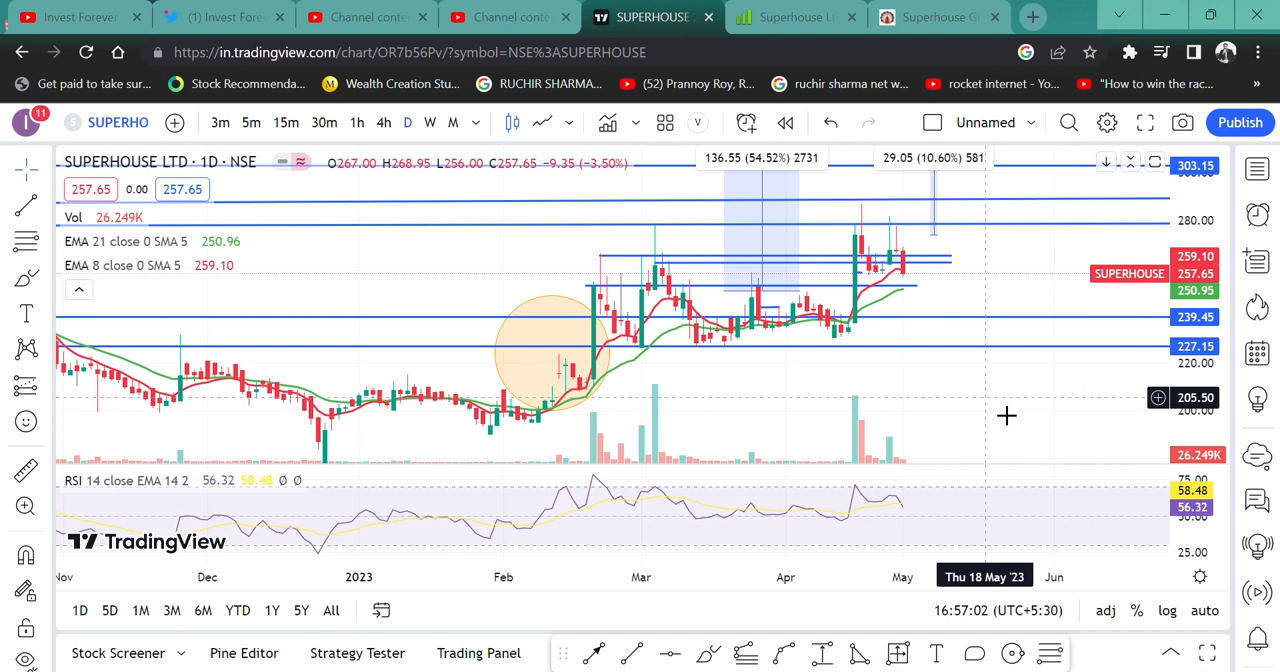 Invest Forever
(1) Invest Fore
Channel conte
Channel conte
SUPERHOUSE
Superhouse Lt
Superhouse G
https://in.tradingview.com/chart/OR7b56Pv/?symbol=NSE%3ASUPERHOUSE
Get paid to take sur...
Stock Recommenda...
Wealth Creation Stu...
RUCHIR SHARMA...
(52) Prannoy Roy, R...
ruchir sharma net w...
rocket internet - Yo...
"How to win the rac...
»
I
11
S
SUPERHO
3m 5m 15m 30m 1h 4h D W M
V
Unnamed
Publish
SUPERHOUSE LTD · 1D · NSE
O267.00 H268.95 L256.00 C257.65 −9.35 (−3.50%)
136.55 (54.52%) 2731
29.05 (10.60%) 581
303.15
300.00
257.65 0.00 257.65
Vol 26.249K
280.00
EMA 21 close 0 SMA 5 250.96
EMA 8 close 0 SMA 5 259.10
259.10
SUPERHOUSE 257.65
250.95
239.45
227.15
220.00
205.50
200.00
26.249K
RSI 14 close EMA 14 2 56.32 58.48 Ø Ø
75.00
58.48
56.32
50.00
TradingView
25.00
Nov Dec 2023 Feb Mar Apr May Thu 18 May '23 Jun
1D 5D 1M 3M 6M YTD 1Y 5Y All
16:57:02 (UTC+5:30)
adj % log auto
Stock Screener
Pine Editor
Strategy Tester
Trading Panel